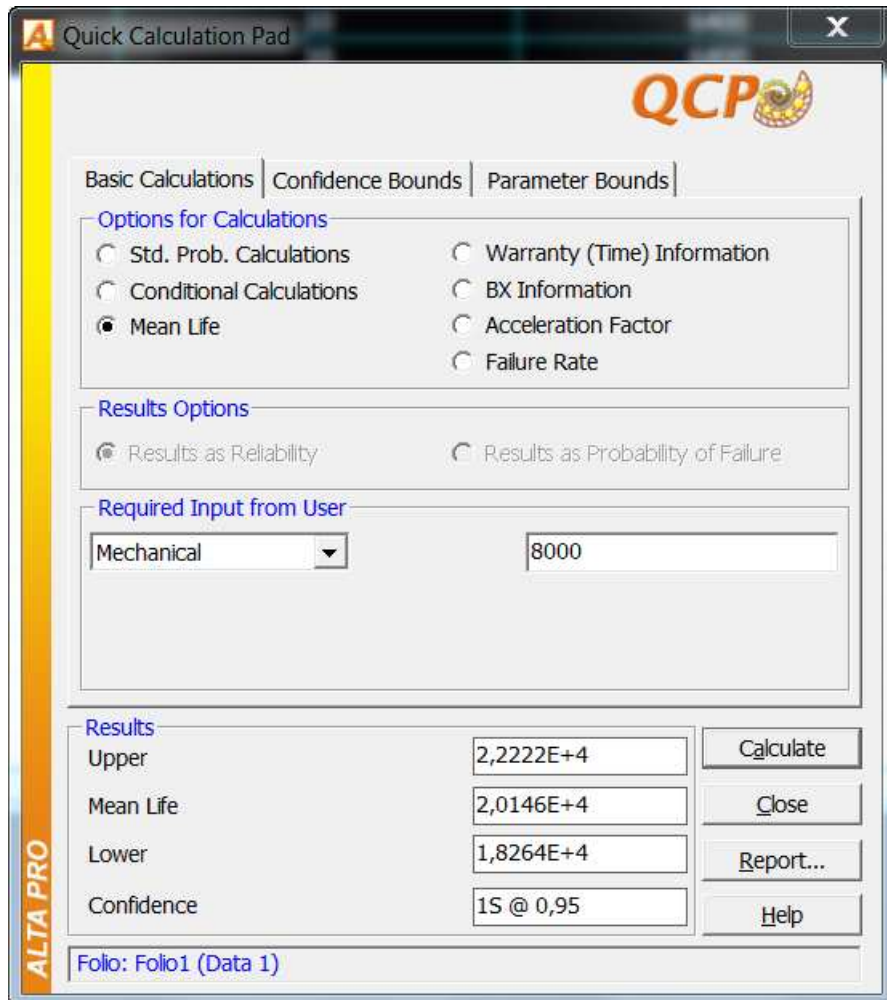 Quick Calculation Pad
X
QCP
Basic Calculations Confidence Bounds Parameter Bounds
Options for Calculations
Std. Prob. Calculations Warranty (Time) Information
Conditional Calculations BX Information
Mean Life Acceleration Factor
Failure Rate
Results Options
Results as Reliability Results as Probability of Failure
Required Input from User
Mechanical 8000
Results
Upper 2,2222E+4 Calculate
Mean Life 2,0146E+4 Close
Lower 1,8264E+4 Report...
Confidence 1S @ 0,95 Help
ALTA PRO
Folio: Folio1 (Data 1)